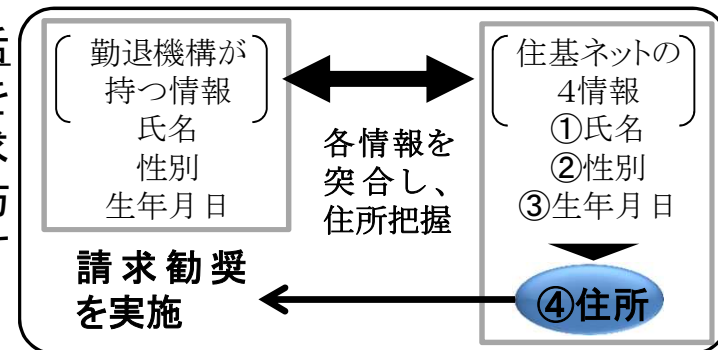 勤退機構が
持つ情報
氏名
性別
生年月日
各情報を
突合し、
住所把握
住基ネットの
4情報
①氏名
②性別
③生年月日
④住所
請求勧奨
を実施